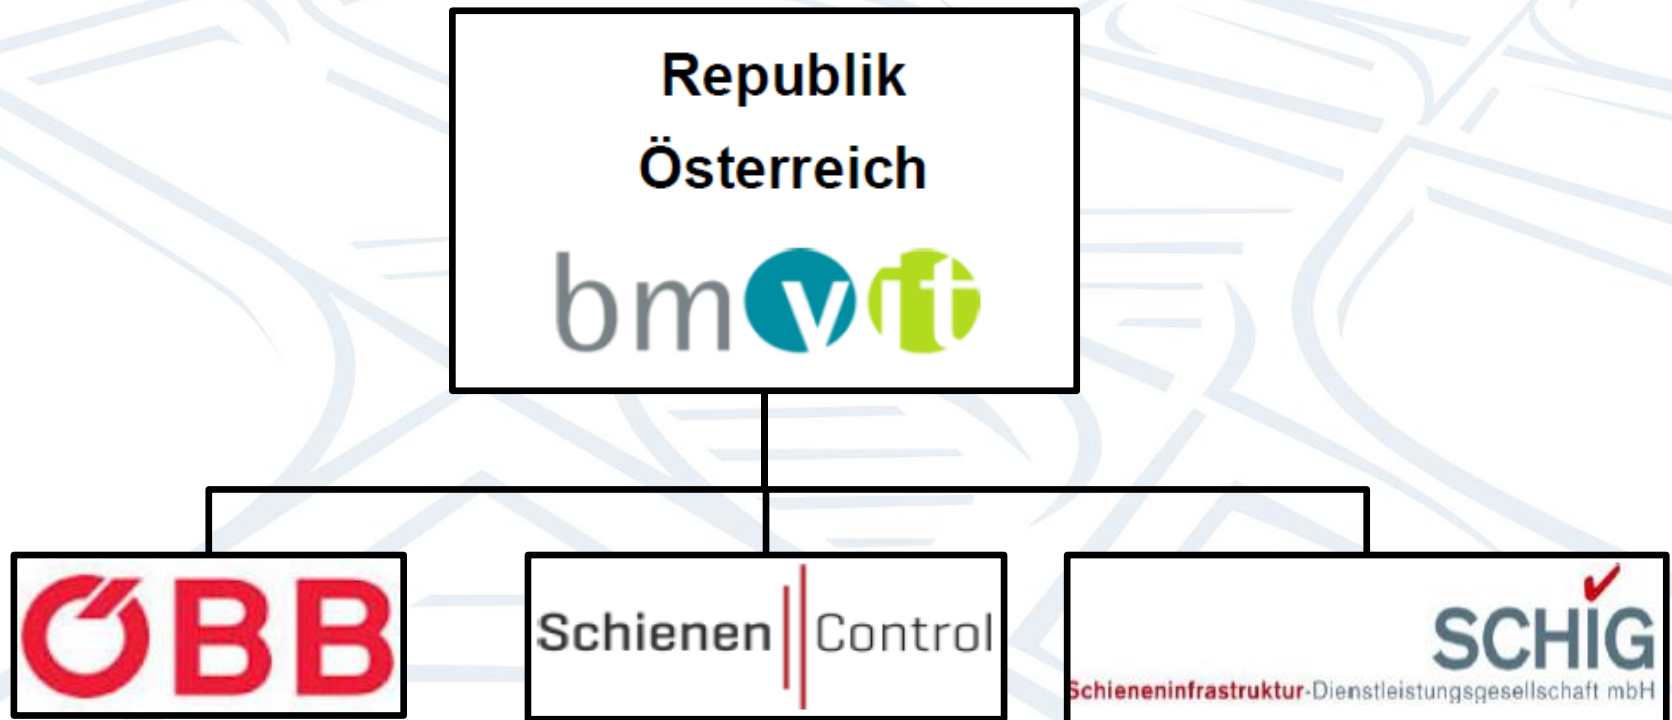 Republik
Österreich
bmvit
ÖBB
Schienen Control
SCHIG
Schieneninfrastruktur-Dienstleistungsgesellschaft mbH